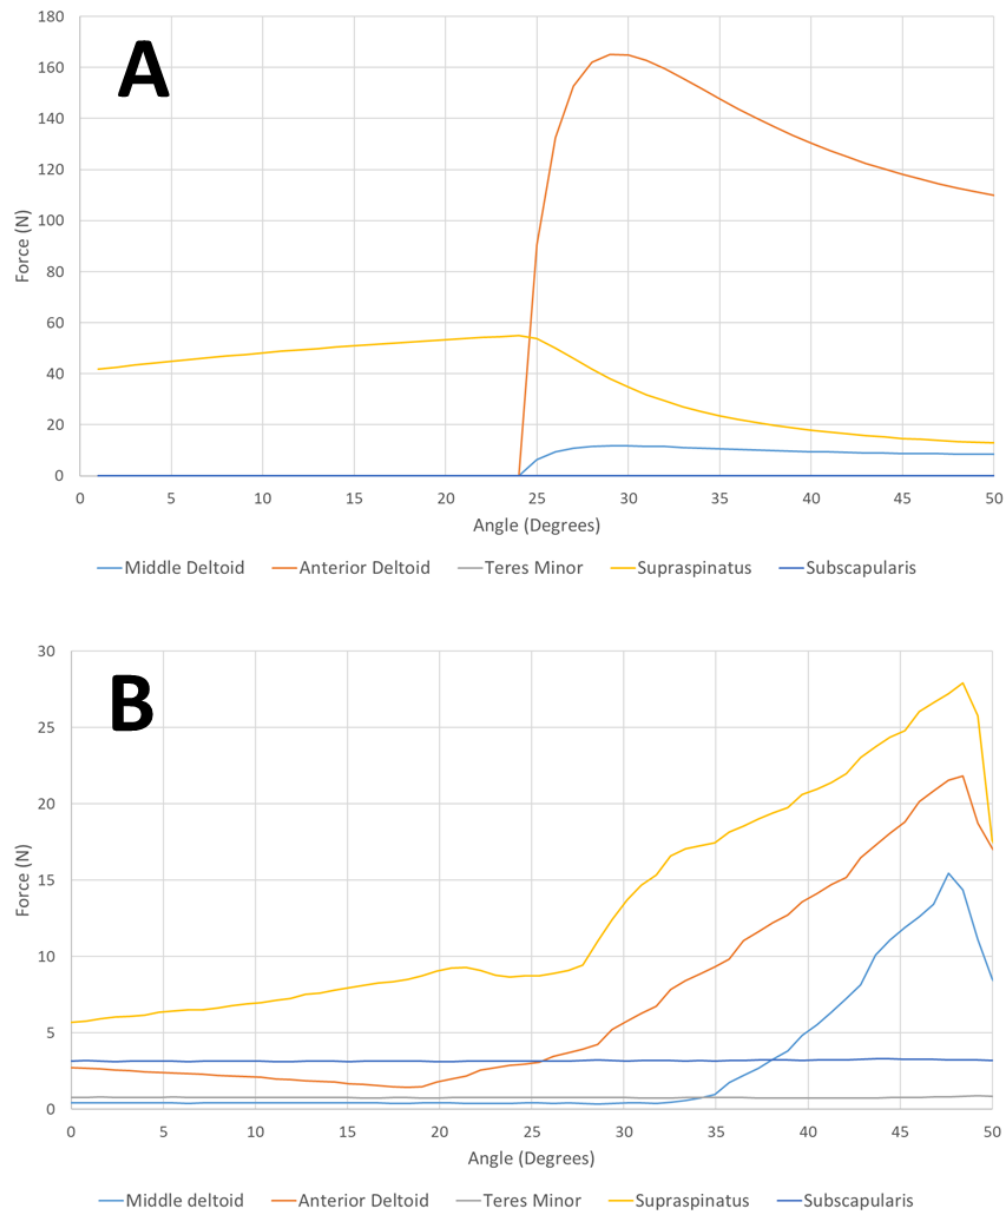 A
180
160
140
120
100
80
60
40
20
0
Force (N)
0 5 10 15 20 25 30 35 40 45 50
Angle (Degrees)
Middle Deltoid Anterior Deltoid Teres Minor Supraspinatus Subscapularis
B
30
25
20
15
10
5
0
Force (N)
0 5 10 15 20 25 30 35 40 45 50
Angle (Degrees)
Middle deltoid Anterior Deltoid Teres Minor Supraspinatus Subscapularis